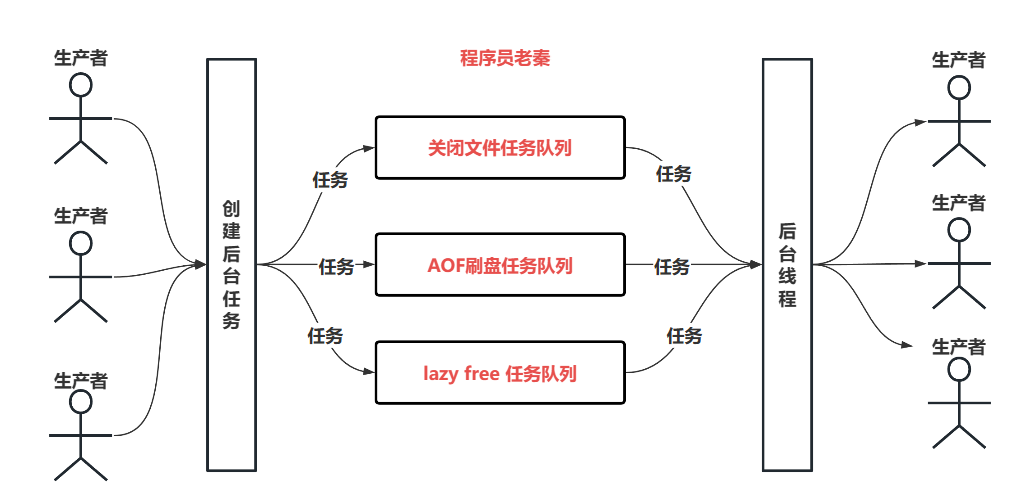 程序员老秦
生产者
生产者
生产者
创建后台任务
任务
任务
任务
关闭文件任务队列
AOF刷盘任务队列
lazy free 任务队列
任务
任务
任务
后台线程
生产者
生产者
生产者